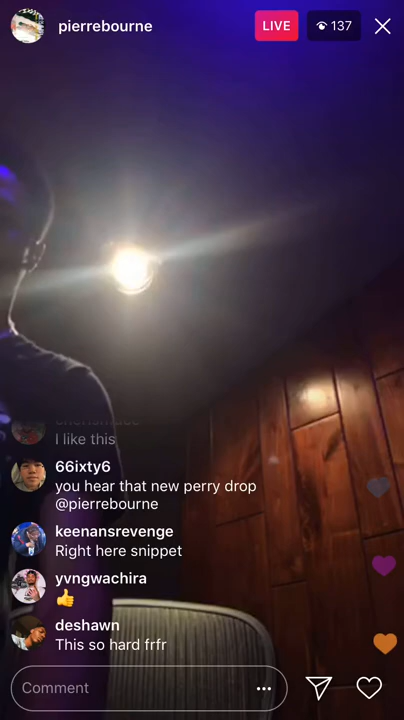 pierrebourne
LIVE
137
I like this
66ixty6
you hear that new perry drop
@pierrebourne
keenansrevenge
Right here snippet
yvngwachira
👍
deshawn
This so hard frfr
Comment